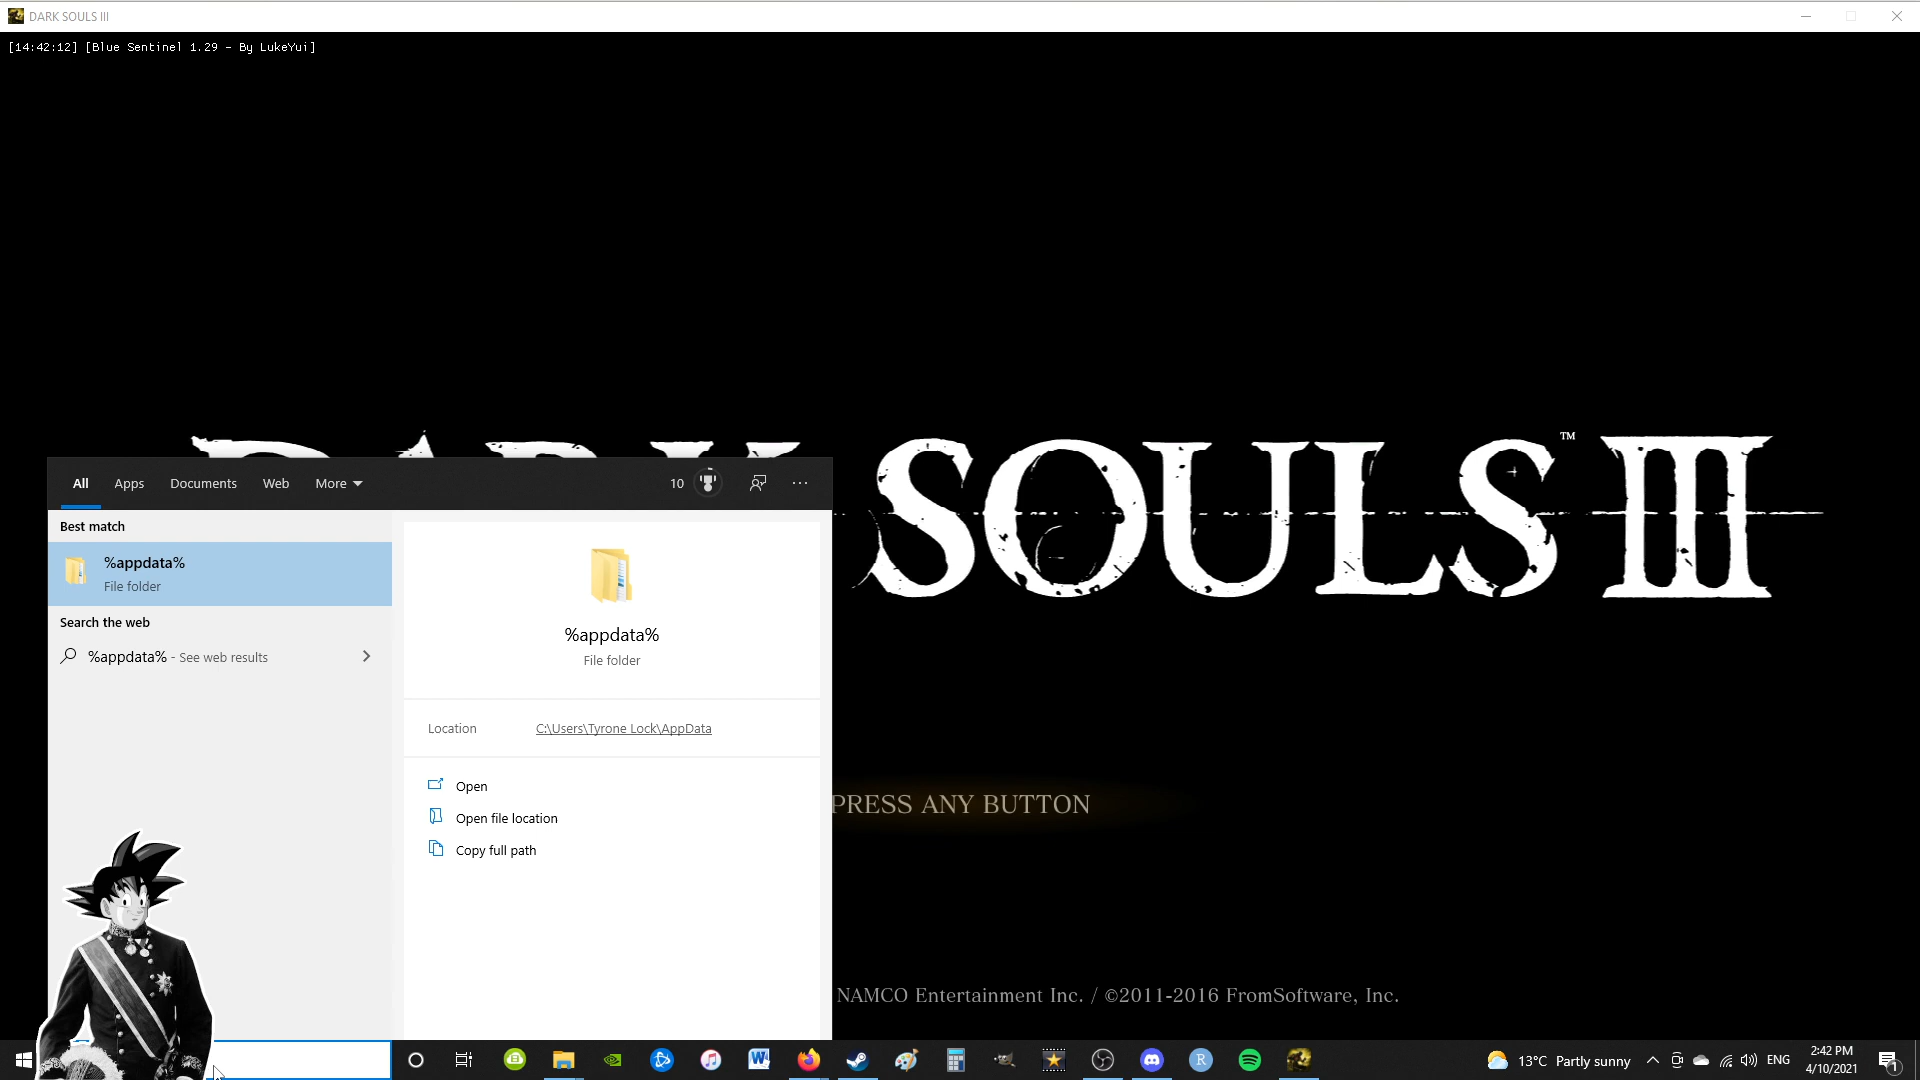 DARK SOULS III
[14:42:12] [Blue Sentinel 1.29 - By LukeYui]
SOULS III
™
All Apps Documents Web More 10
Best match
%appdata%
File folder
Search the web
%appdata% - See web results
%appdata%
File folder
Location C:\Users\Tyrone Lock\AppData
Open
Open file location
Copy full path
PRESS ANY BUTTON
NAMCO Entertainment Inc. / ©2011-2016 FromSoftware, Inc.
13°C Partly sunny ENG
2:42 PM
4/10/2021
1